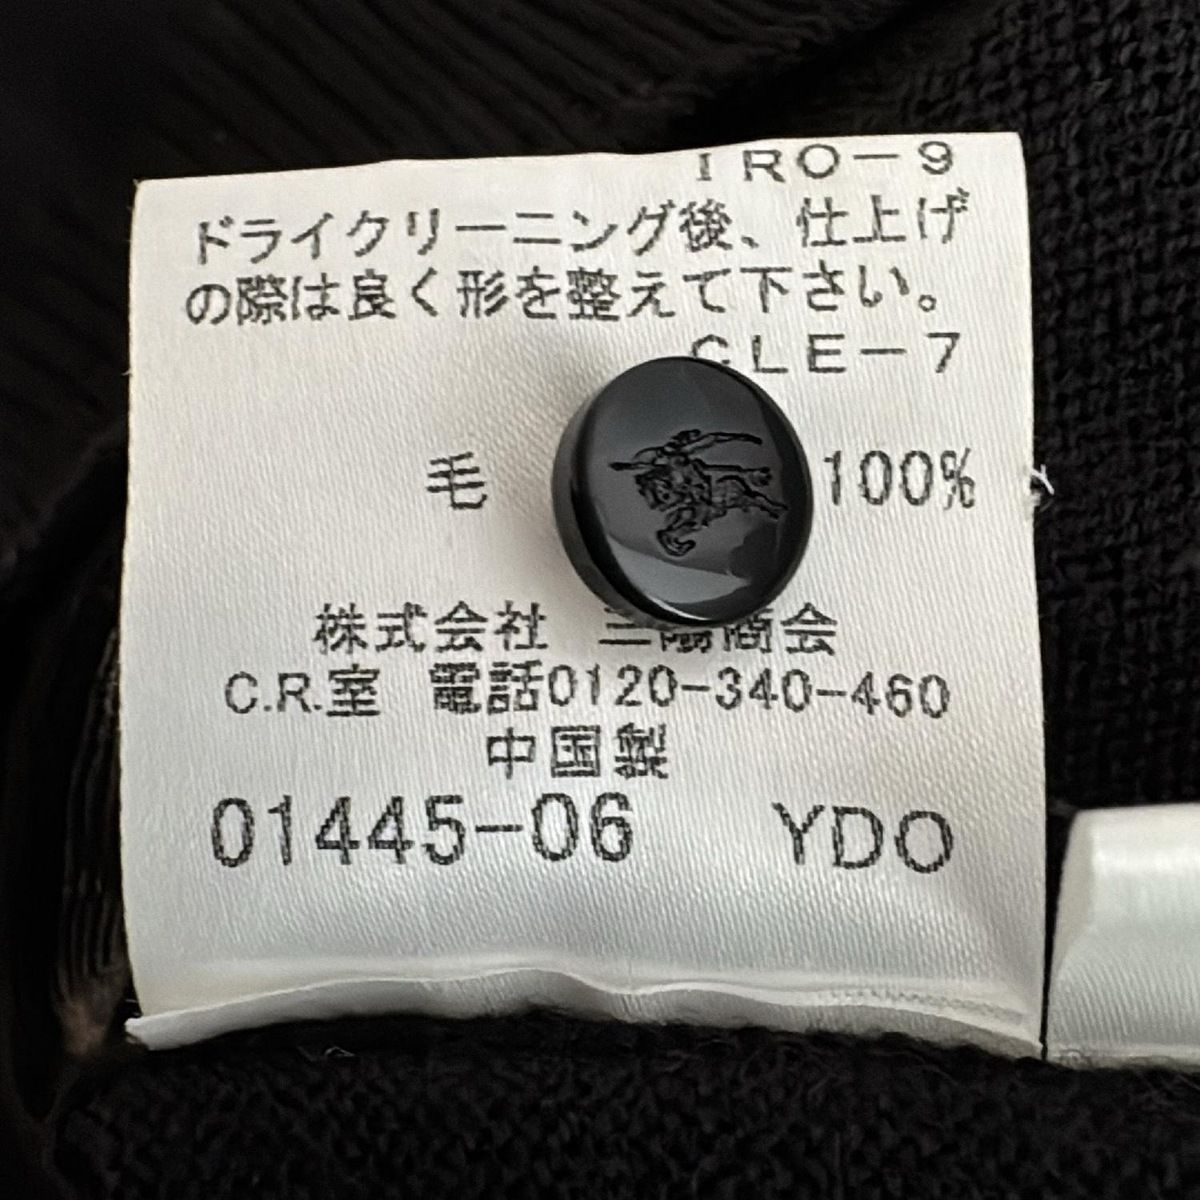 IRO－9
ドライクリーニング後、仕上げ
の際は良く形を整えて下さい。
CLE－7
毛 100%
株式会社 三陽商会
C.R.室 電話0120-340-460
中国製
01445-06 YDO